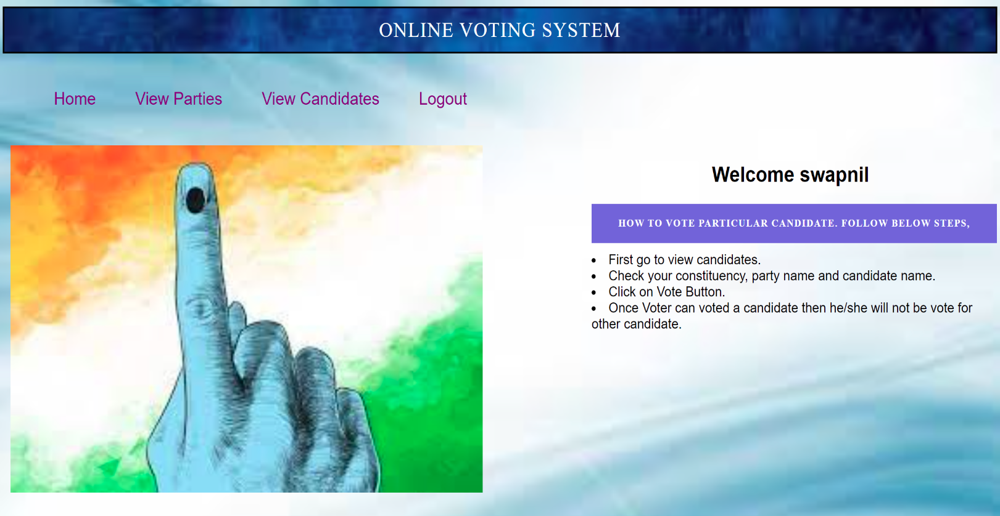 ONLINE VOTING SYSTEM
Home View Parties View Candidates Logout
Welcome swapnil
HOW TO VOTE PARTICULAR CANDIDATE. FOLLOW BELOW STEPS,
• First go to view candidates.
• Check your constituency, party name and candidate name.
• Click on Vote Button.
• Once Voter can voted a candidate then he/she will not be vote for
other candidate.